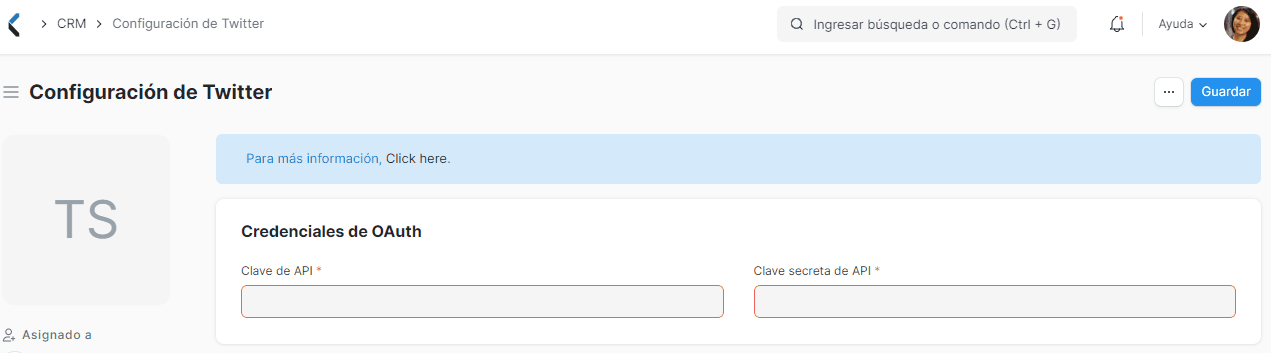 CRM
Configuración de Twitter
Ingresar búsqueda o comando (Ctrl + G)
Ayuda
Configuración de Twitter
...
Guardar
TS
Para más información, Click here.
Credenciales de OAuth
Clave de API *
Clave secreta de API *
Asignado a